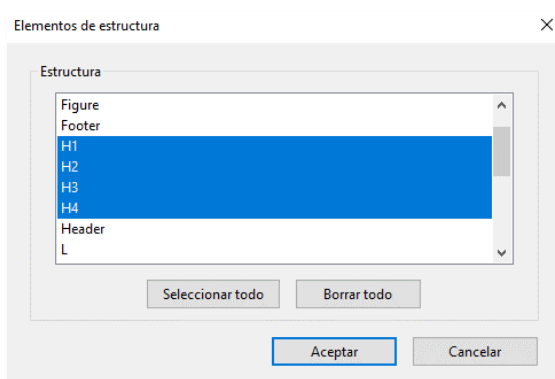 Elementos de estructura
Estructura
Figure
Footer
H1
H2
H3
H4
Header
L
Seleccionar todo Borrar todo
Aceptar Cancelar